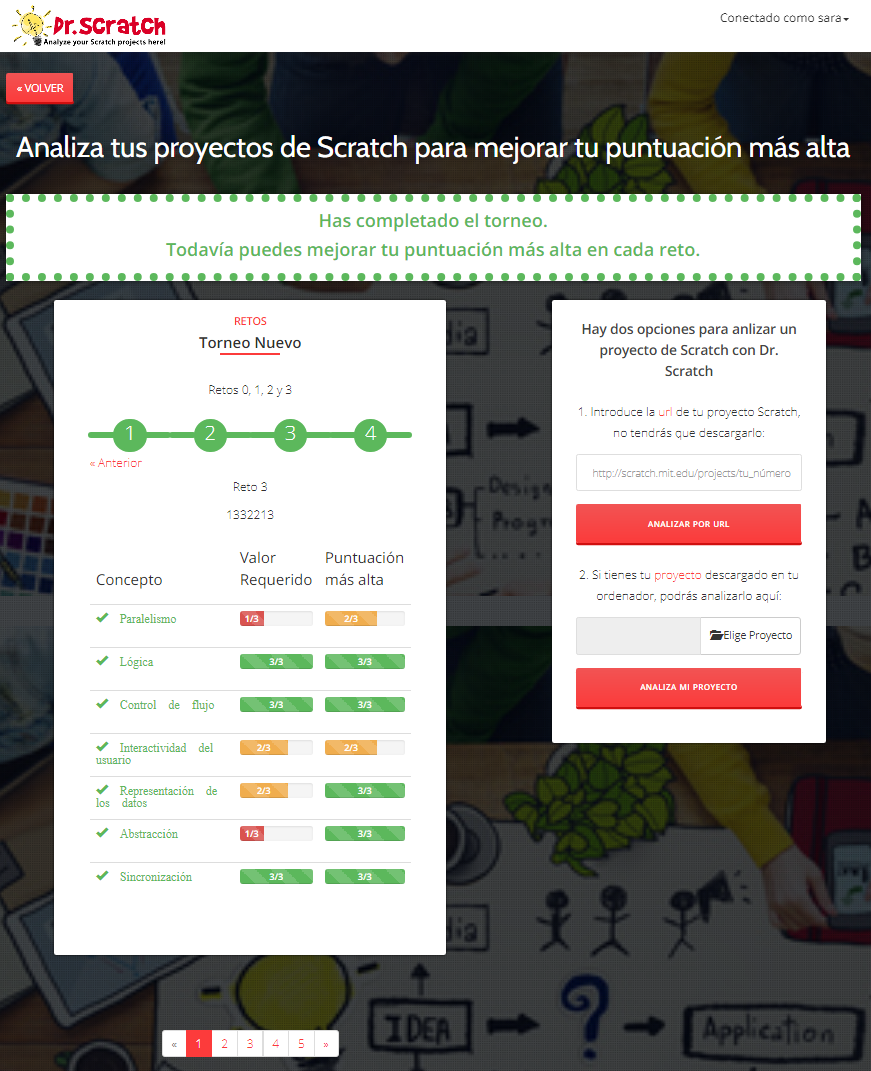 Dr.Scratch
Analyze your Scratch projects here!
Conectado como sara
« VOLVER
Analiza tus proyectos de Scratch para mejorar tu puntuación más alta
Has completado el torneo.
Todavía puedes mejorar tu puntuación más alta en cada reto.
RETOS
Torneo Nuevo
Retos 0, 1, 2 y 3
1 2 3 4
« Anterior
Reto 3
1332213
Concepto
Valor
Requerido
Puntuación
más alta
Paralelismo 1/3 2/3
Lógica 3/3 3/3
Control de flujo 3/3 3/3
Interactividad del
usuario
2/3 2/3
Representación de
los datos
2/3 3/3
Abstracción 1/3 3/3
Sincronización 3/3 3/3
Hay dos opciones para anlizar un
proyecto de Scratch con Dr.
Scratch
1. Introduce la url de tu proyecto Scratch,
no tendrás que descargarlo:
http://scratch.mit.edu/projects/tu_número
ANALIZAR POR URL
2. Si tienes tu proyecto descargado en tu
ordenador, podrás analizarlo aquí:
Elige Proyecto
ANALIZA MI PROYECTO
IDEA
?
Application
« 1 2 3 4 5 »